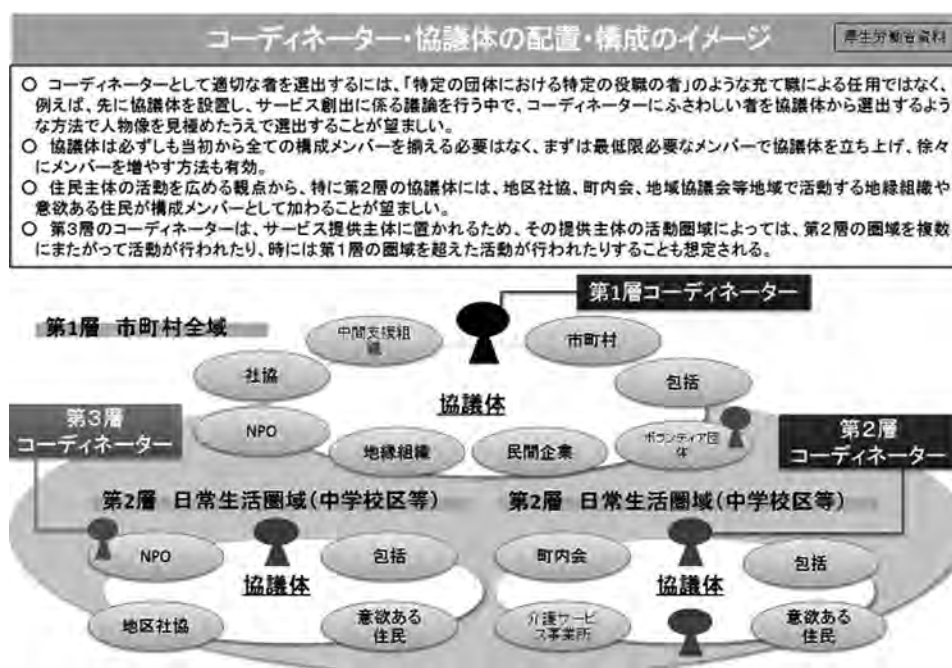 コーディネーター・協議体の配置・構成のイメージ
厚生労働省資料
○ コーディネーターとして適切な者を選出するには、「特定の団体における特定の役職の者」のような充て職による任用ではなく、
例えば、先に協議体を設置し、サービス創出に係る議論を行う中で、コーディネーターにふさわしい者を協議体から選出するよう
な方法で人物像を見極めたうえで選出することが望ましい。
○ 協議体は必ずしも当初から全ての構成メンバーを揃える必要はなく、まずは最低限必要なメンバーで協議体を立ち上げ、徐々
にメンバーを増やす方法も有効。
○ 住民主体の活動を広める観点から、特に第2層の協議体には、地区社協、町内会、地域協議会等地域で活動する地縁組織や
意欲ある住民が構成メンバーとして加わることが望ましい。
○ 第3層のコーディネーターは、サービス提供主体に置かれるため、その提供主体の活動圏域によっては、第2層の圏域を複数
にまたがって活動が行われたり、時には第1層の圏域を超えた活動が行われたりすることも想定される。
第1層コーディネーター
第1層 市町村全域
中間支援組
織
市町村
社協
包括
協議体
第3層
コーディネーター
NPO
地縁組織
民間企業
ボランティア団
体
第2層
コーディネーター
第2層 日常生活圏域(中学校区等)
第2層 日常生活圏域(中学校区等)
NPO
包括
協議体
地区社協
意欲ある
住民
町内会
包括
協議体
介護サービ
ス事業所
意欲ある
住民